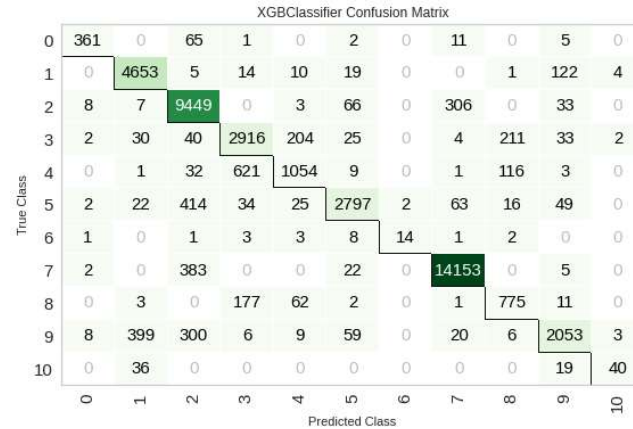 XGBClassifier Confusion Matrix
0 361 0 65 1 0 2 0 11 0 5 0
1 0 4653 5 14 10 19 0 0 1 122 4
2 8 7 9449 0 3 66 0 306 0 33 0
3 2 30 40 2916 204 25 0 4 211 33 2
4 0 1 32 621 1054 9 0 1 116 3 0
5 2 22 414 34 25 2797 2 63 16 49 0
6 1 0 1 3 3 8 14 1 2 0 0
7 2 0 383 0 0 22 0 14153 0 5 0
8 0 3 0 177 62 2 0 1 775 11 0
9 8 399 300 6 9 59 0 20 6 2053 3
10 0 36 0 0 0 0 0 0 0 19 40
0 1 2 3 4 5 6 7 8 9 10
True Class
Predicted Class